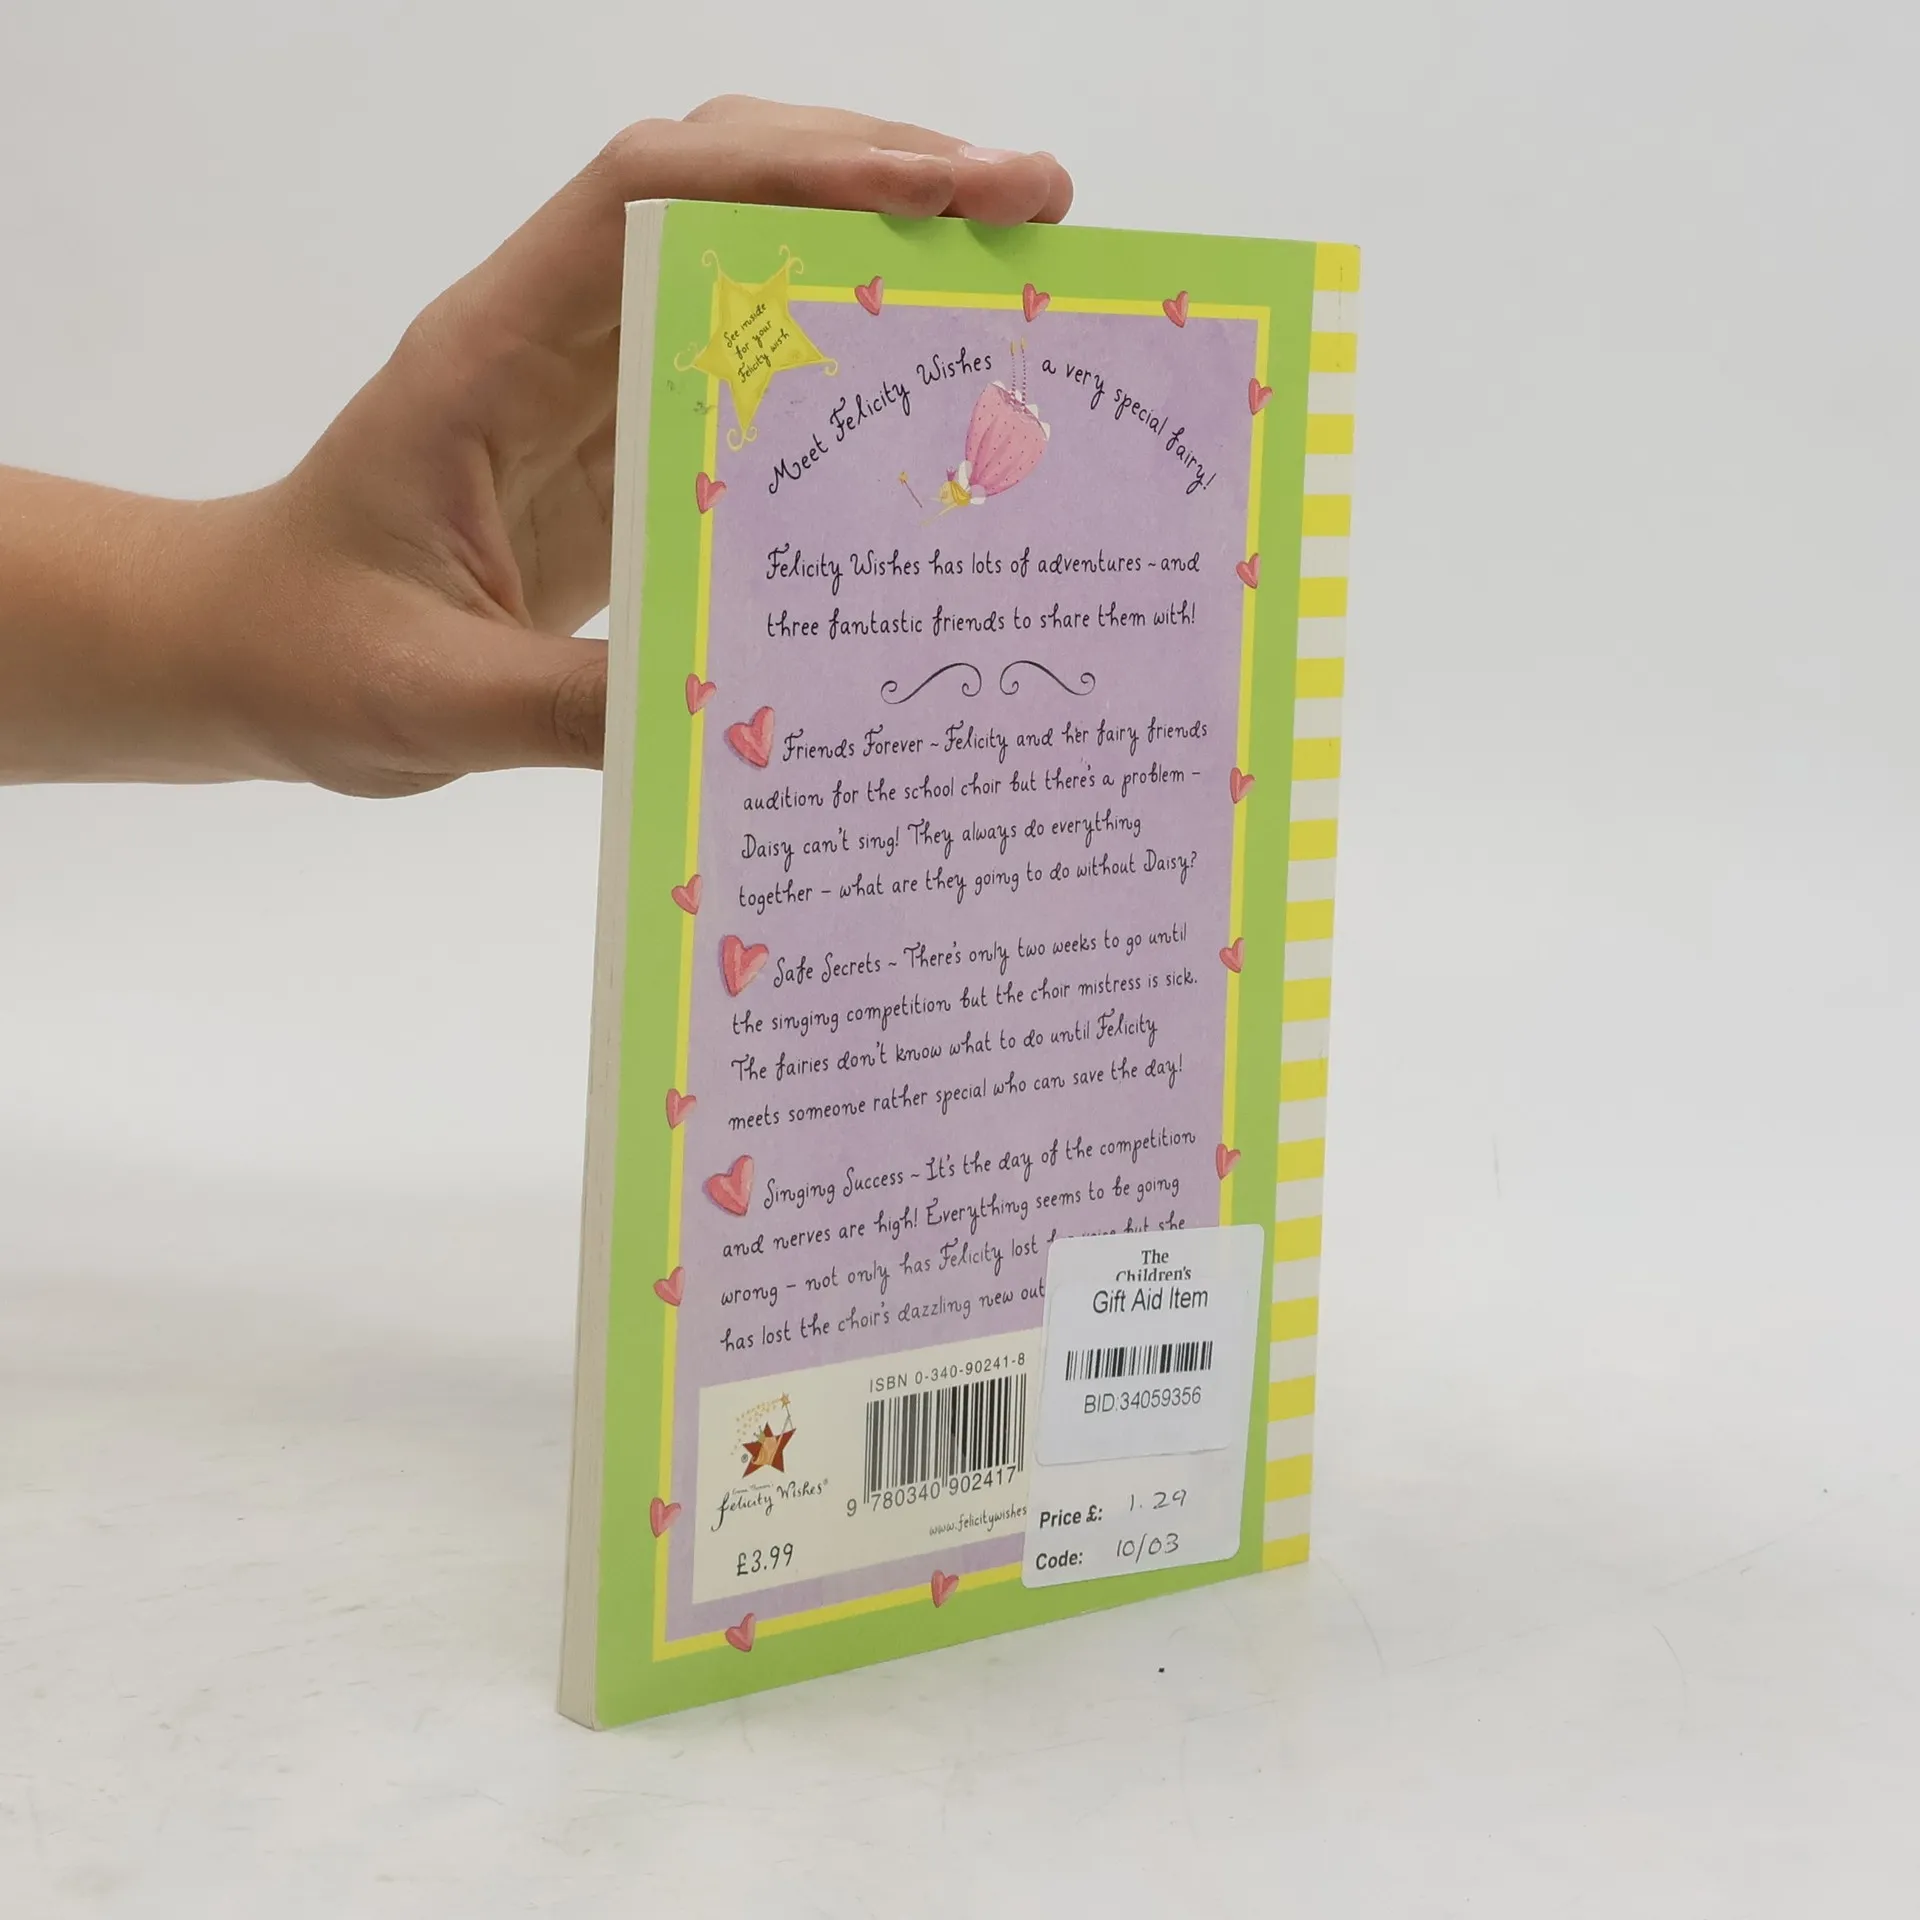 See inside
for your
Felicity wish
Meet Felicity Wishes a very special fairy!
Felicity Wishes has lots of adventures ~ and
three fantastic friends to share them with!
Friends Forever ~ Felicity and her fairy friends
audition for the school choir but there's a problem –
Daisy can't sing! They always do everything
together – what are they going to do without Daisy?
Safe Secrets ~ There's only two weeks to go until
the singing competition but the choir mistress is sick.
The fairies don't know what to do until Felicity
meets someone rather special who can save the day!
Singing Success ~ It's the day of the competition
and nerves are high! Everything seems to be going
wrong – not only has Felicity lost but she
has lost the choir's dazzling new out
The
Children's
Gift Aid Item
BID:34059356
Price £: 1.29
Code: 10/03
ISBN 0-340-90241-8
9 780340 902417
www.felicitywishes
Felicity Wishes®
£3.99